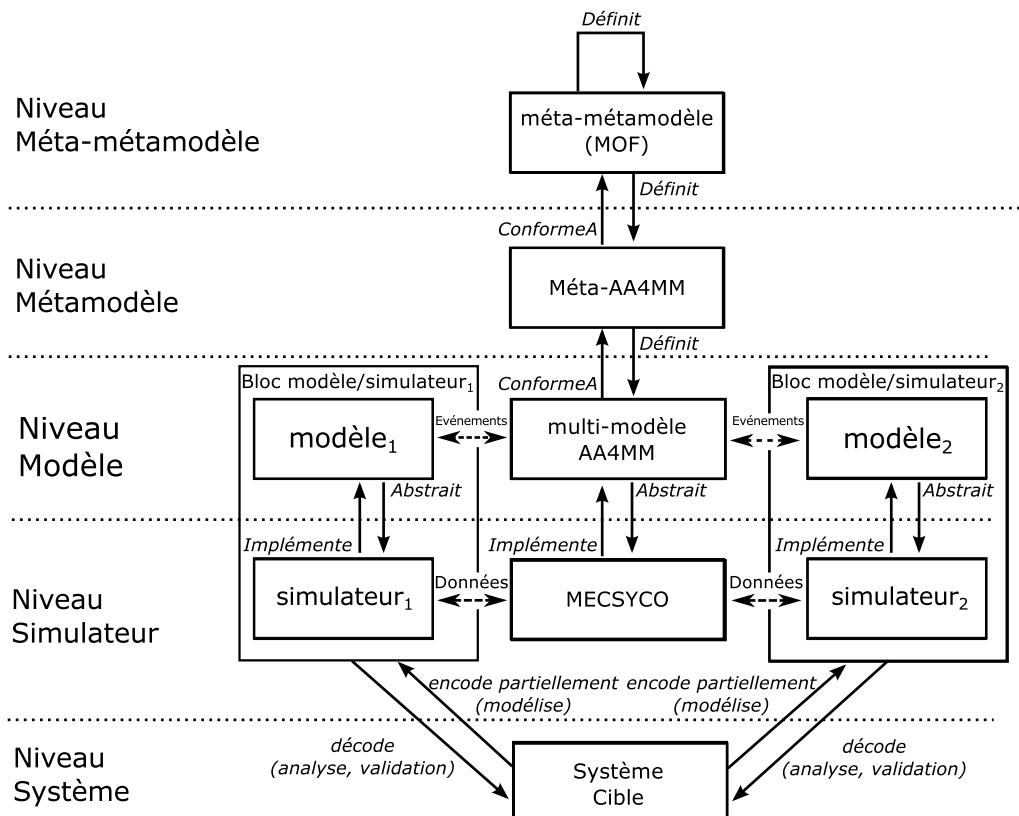 Définit
Niveau
Méta-métamodèle
méta-métamodèle
(MOF)
Définit
ConformeA
Niveau
Métamodèle
Méta-AA4MM
Définit
ConformeA
Bloc modèle/simulateur1
Bloc modèle/simulateur2
Niveau
Modèle
modèle1
Evénements
multi-modèle
AA4MM
Evénements
modèle2
Abstrait
Abstrait
Abstrait
Implémente
Implémente
Implémente
Niveau
Simulateur
simulateur1
Données
MECSYCO
Données
simulateur2
encode partiellement
(modélise)
encode partiellement
(modélise)
Niveau
Système
décode
(analyse, validation)
Système
Cible
décode
(analyse, validation)